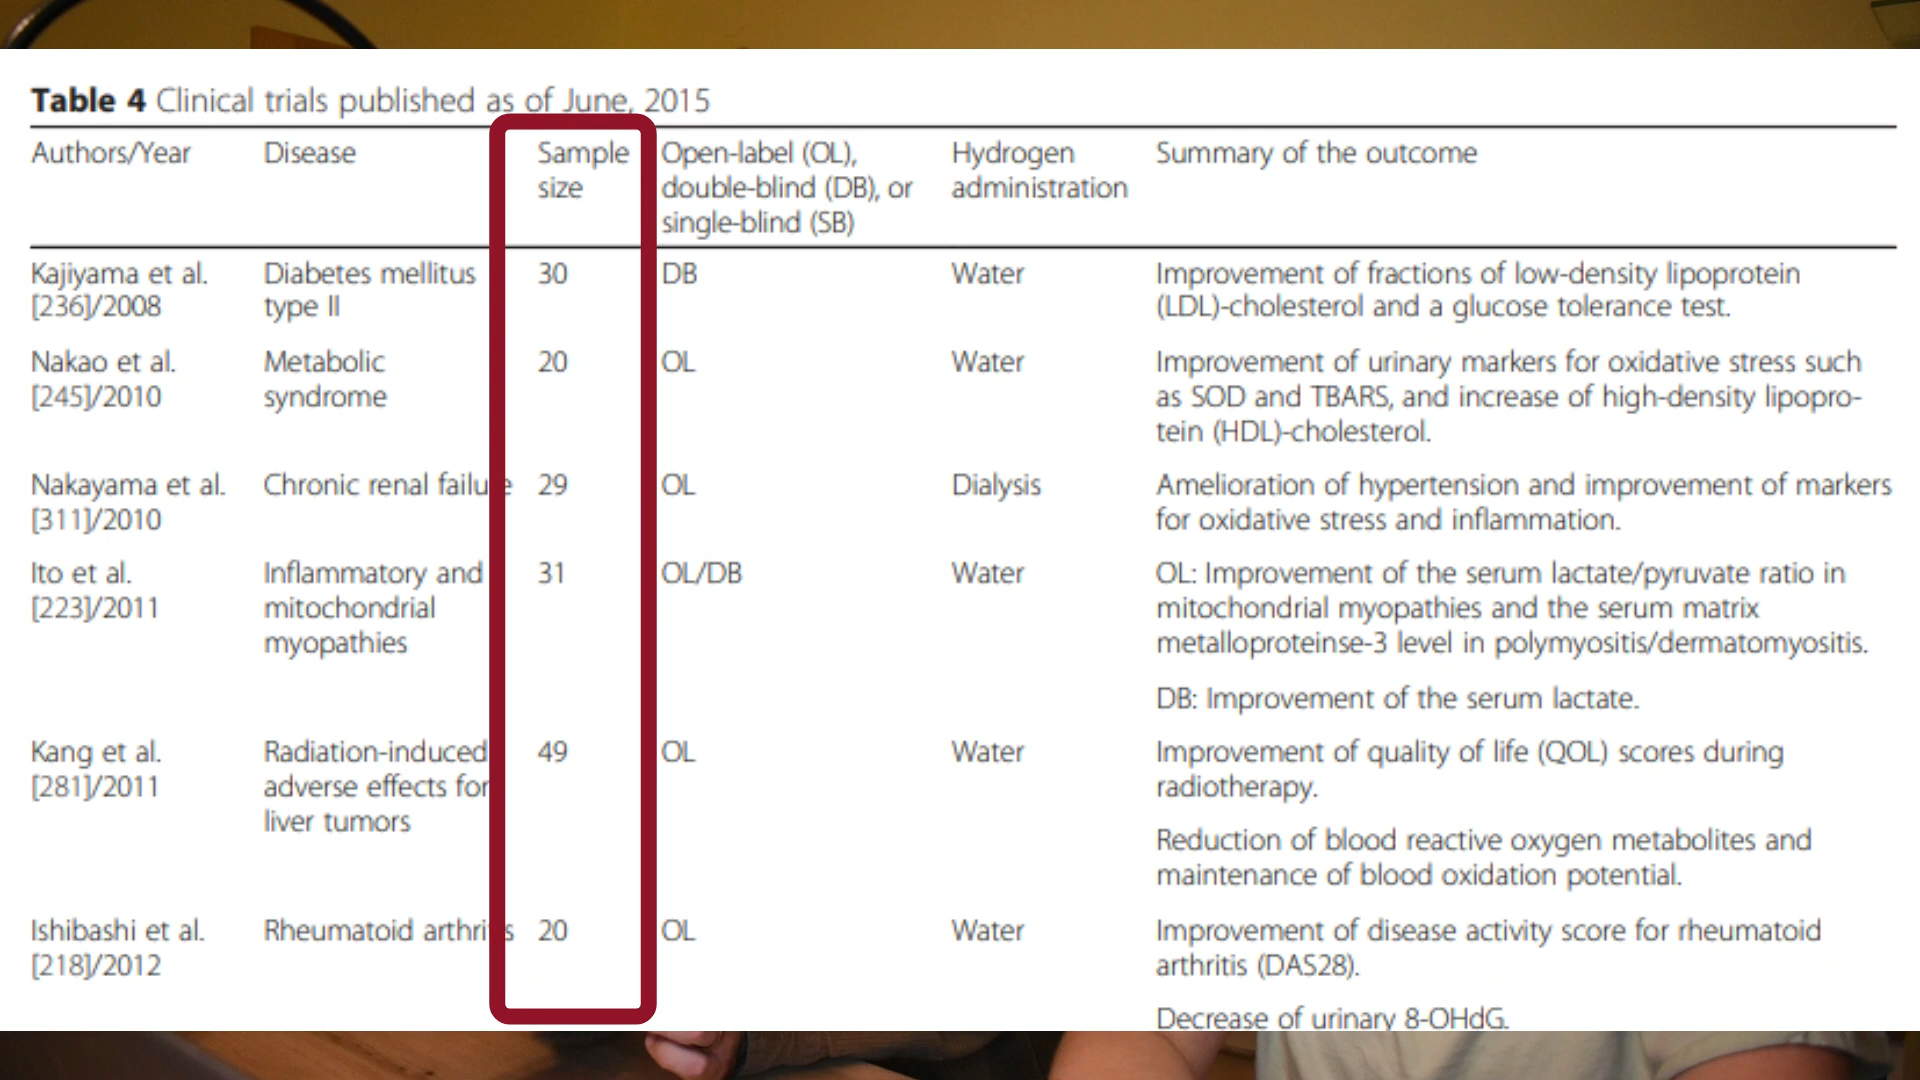 Table 4 Clinical trials published as of June, 2015
Authors/Year Disease Sample size Open-label (OL), double-blind (DB), or single-blind (SB) Hydrogen administration Summary of the outcome
Kajiyama et al. [236]/2008 Diabetes mellitus type II 30 DB Water Improvement of fractions of low-density lipoprotein (LDL)-cholesterol and a glucose tolerance test.
Nakao et al. [245]/2010 Metabolic syndrome 20 OL Water Improvement of urinary markers for oxidative stress such as SOD and TBARS, and increase of high-density lipopro-tein (HDL)-cholesterol.
Nakayama et al. [311]/2010 Chronic renal failure 29 OL Dialysis Amelioration of hypertension and improvement of markers for oxidative stress and inflammation.
Ito et al. [223]/2011 Inflammatory and mitochondrial myopathies 31 OL/DB Water OL: Improvement of the serum lactate/pyruvate ratio in mitochondrial myopathies and the serum matrix metalloproteinse-3 level in polymyositis/dermatomyositis.
DB: Improvement of the serum lactate.
Kang et al. [281]/2011 Radiation-induced adverse effects for liver tumors 49 OL Water Improvement of quality of life (QOL) scores during radiotherapy.
Reduction of blood reactive oxygen metabolites and maintenance of blood oxidation potential.
Ishibashi et al. [218]/2012 Rheumatoid arthritis 20 OL Water Improvement of disease activity score for rheumatoid arthritis (DAS28).
Decrease of urinary 8-OHdG.